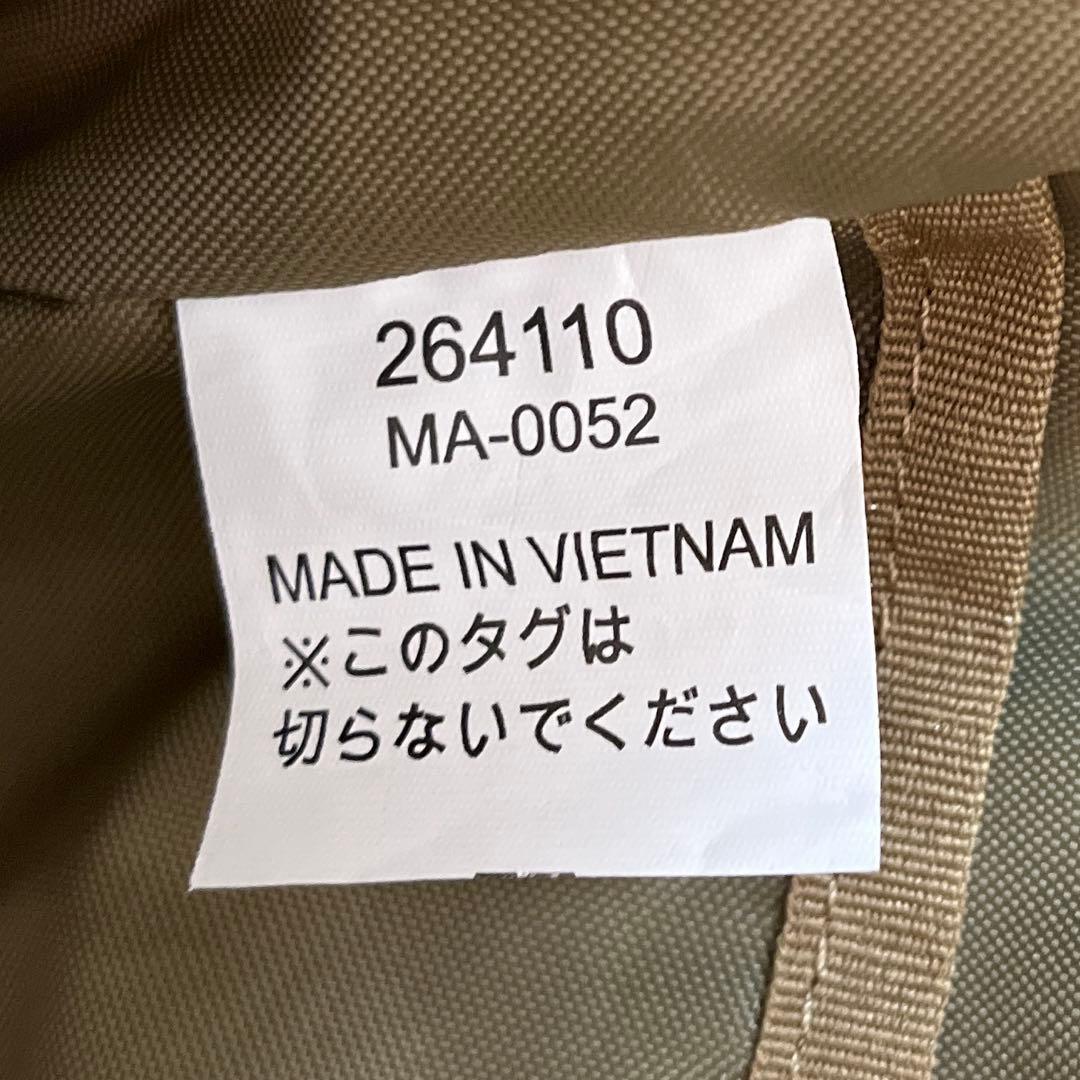 264110
MA-0052
MADE IN VIETNAM
※このタグは
切らないでください